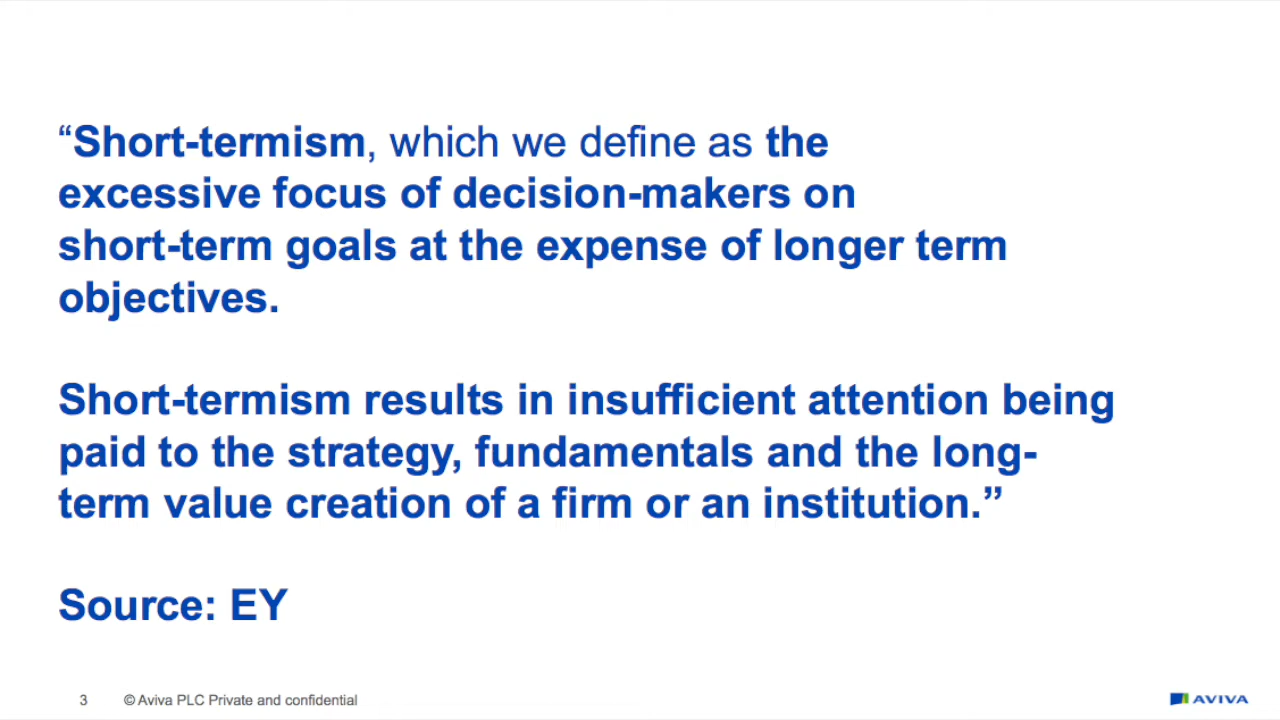 “Short-termism, which we define as the
excessive focus of decision-makers on
short-term goals at the expense of longer term
objectives.
Short-termism results in insufficient attention being
paid to the strategy, fundamentals and the long-
term value creation of a firm or an institution.”
Source: EY
3 © Aviva PLC Private and confidential
AVIVA